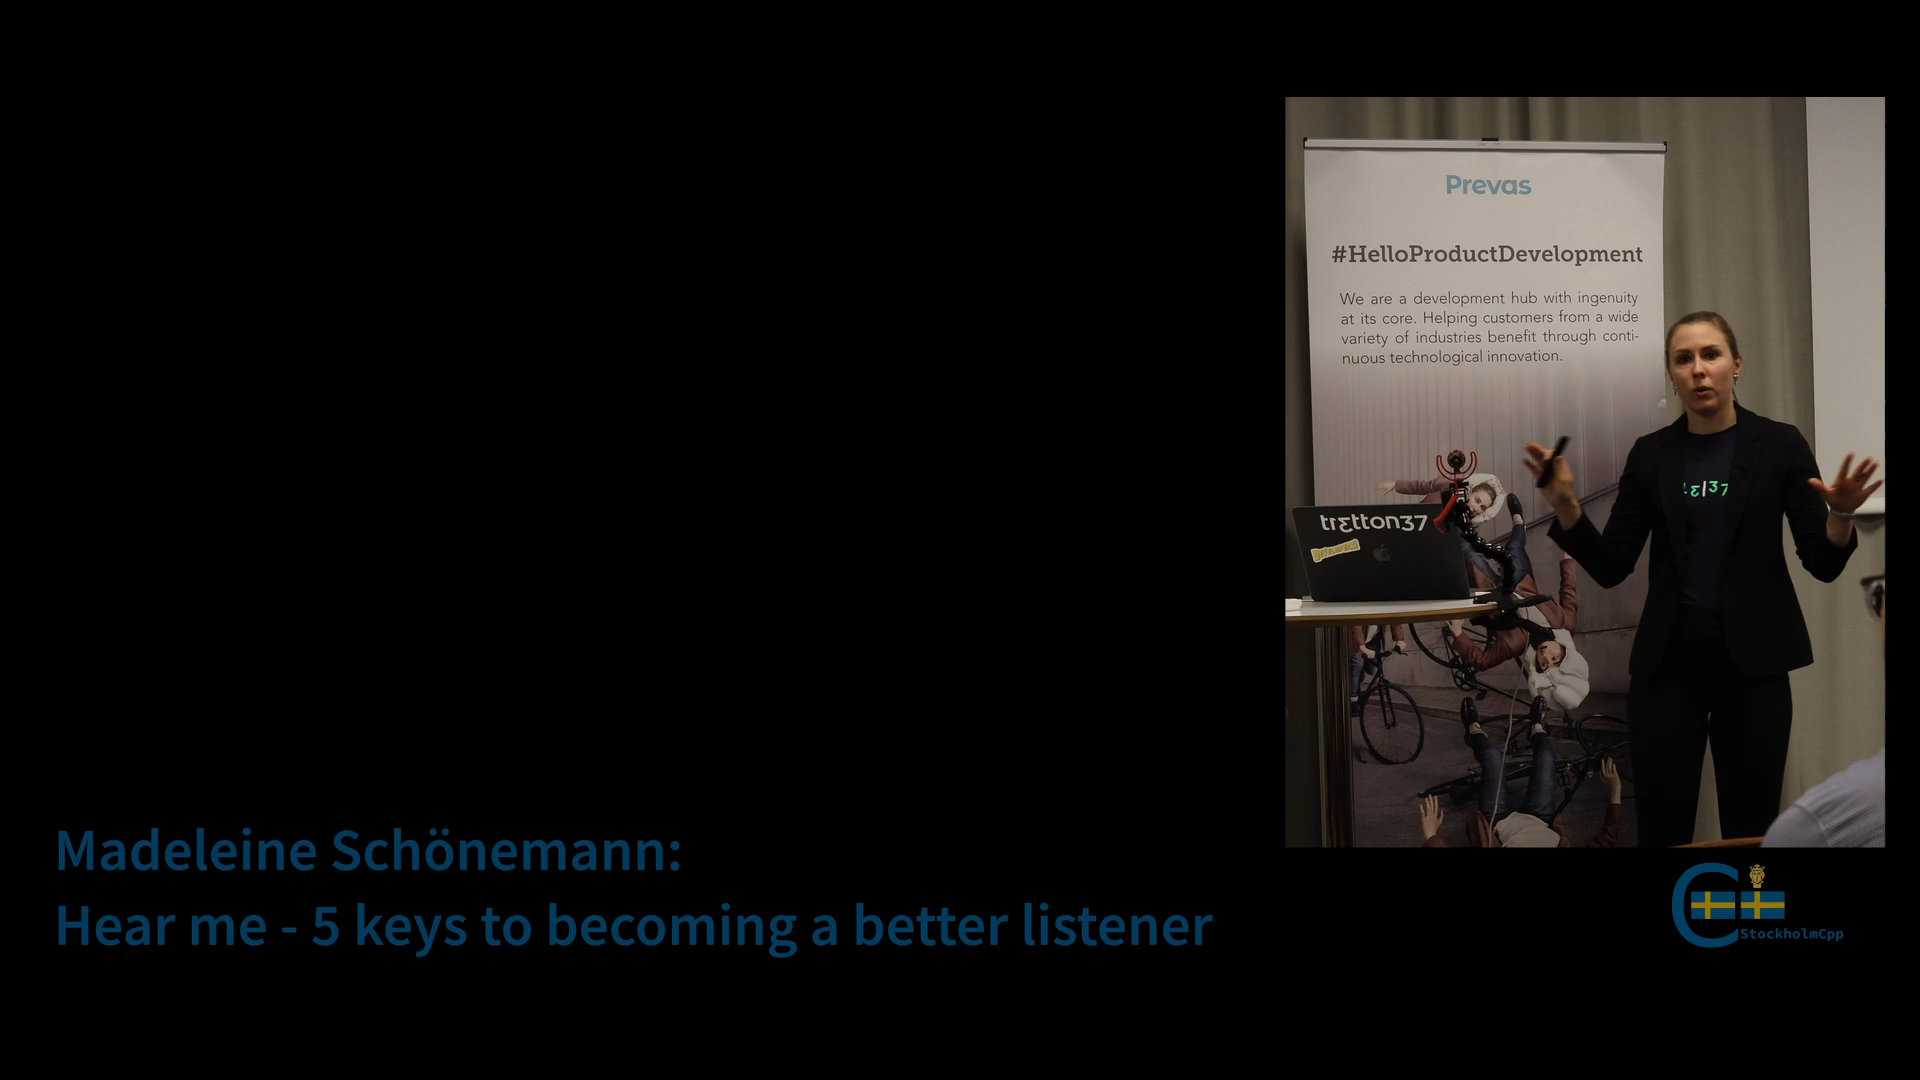 Prevas
#HelloProductDevelopment
We are a development hub with ingenuity
at its core. Helping customers from a wide
variety of industries benefit through conti-
nuous technological innovation.
trɛtton37
Madeleine Schönemann:
Hear me - 5 keys to becoming a better listener
StockholmCpp